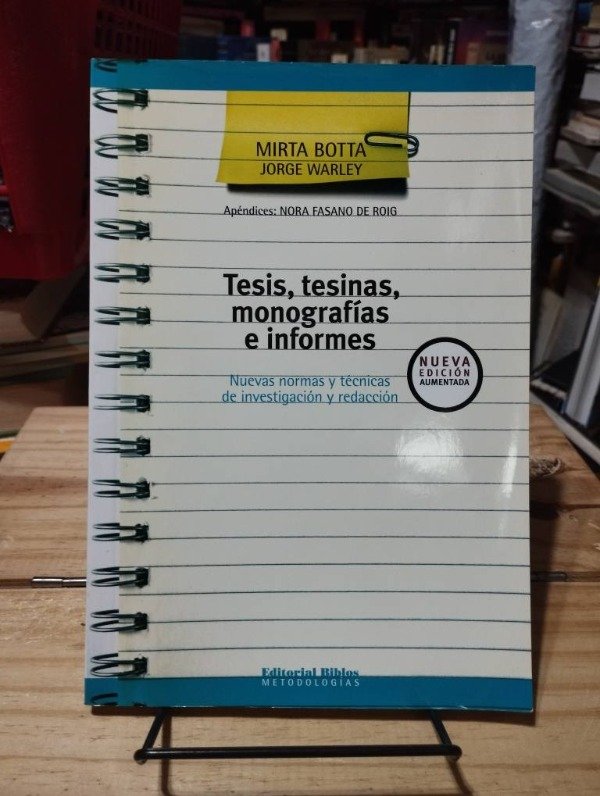 MIRTA BOTTA
JORGE WARLEY
Apéndices: NORA FASANO DE ROIG
Tesis, tesinas,
monografías
e informes
Nuevas normas y técnicas
de investigación y redacción
NUEVA
EDICIÓN
AUMENTADA
Editorial Biblos
METODOLOGÍAS